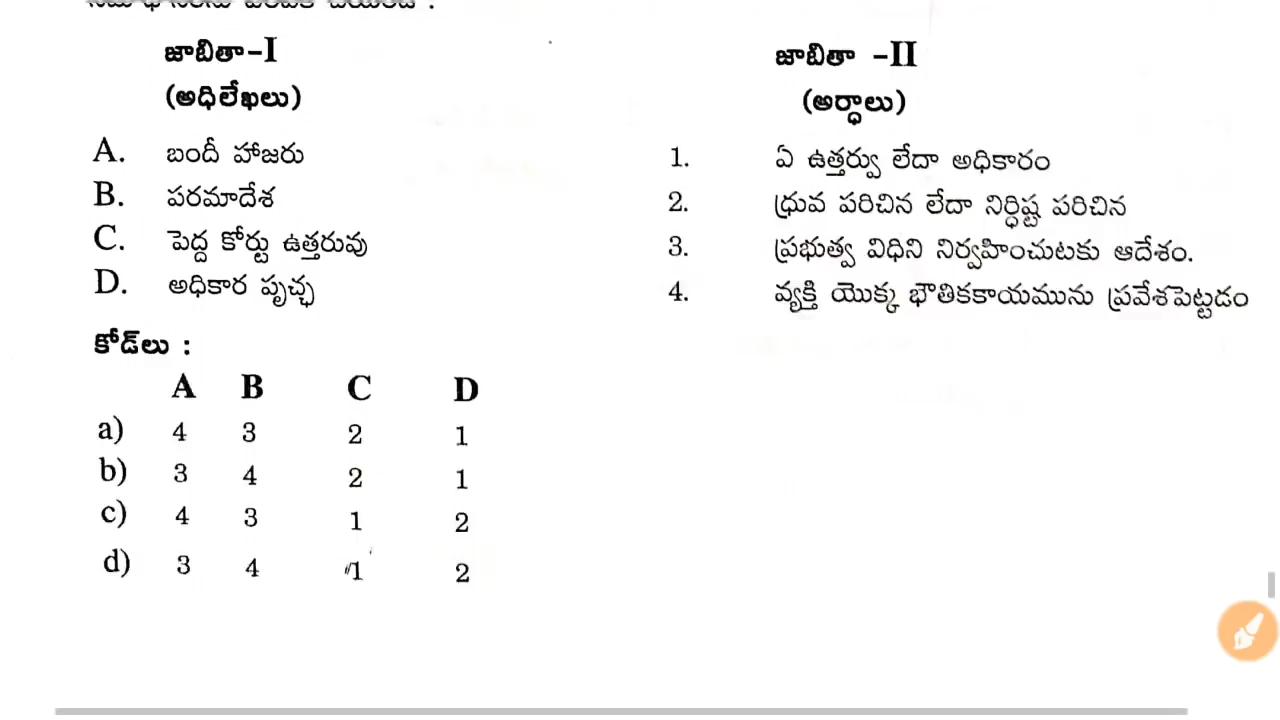 జాబితా-I జాబితా -II
(అధిలేఖలు) (అర్ధాలు)
A. బందీ హాజరు 1. ఏ ఉత్తర్వు లేదా అధికారం
B. పరమాదేశ 2. ధ్రువ పరిచిన లేదా నిర్ధిష్ట పరిచిన
C. పెద్ద కోర్టు ఉత్తరువు 3. ప్రభుత్వ విధిని నిర్వహించుటకు ఆదేశం.
D. అధికార పృచ్ఛ 4. వ్యక్తి యొక్క భౌతికకాయమును ప్రవేశపెట్టడం
కోడ్‌లు :
A B C D
a) 4 3 2 1
b) 3 4 2 1
c) 4 3 1 2
d) 3 4 1 2